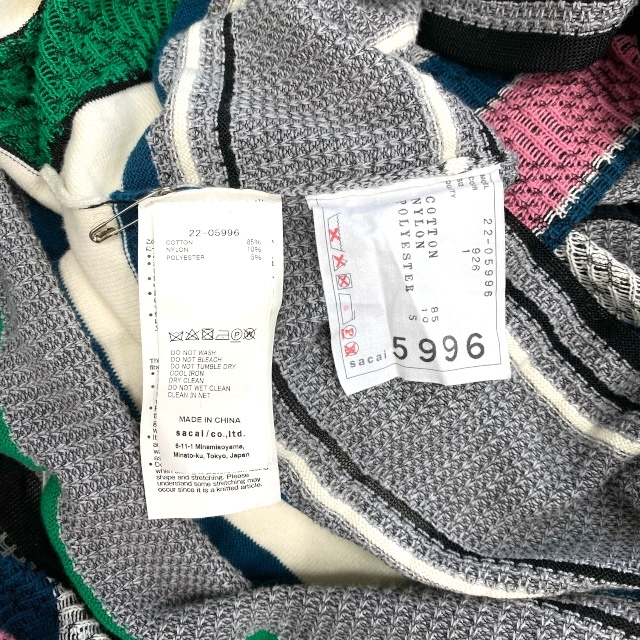 22-05996
COTTON 85%
NYLON 10%
POLYESTER 5%
DO NOT WASH
DO NOT BLEACH
DO NOT TUMBLE DRY
COOL IRON
DRY CLEAN
DO NOT WET CLEAN
CLEAN IN NET
MADE IN CHINA
sacai/co.,ltd.
6-11-1 Minamiaoyama,
Minato-ku, Tokyo, Japan
shape and stretching. Please
understand some stretching may
occur since it is a knitted article.
22-05996
926
1
COTTON 85
NYLON 10
POLYESTER 5
sacai 5996